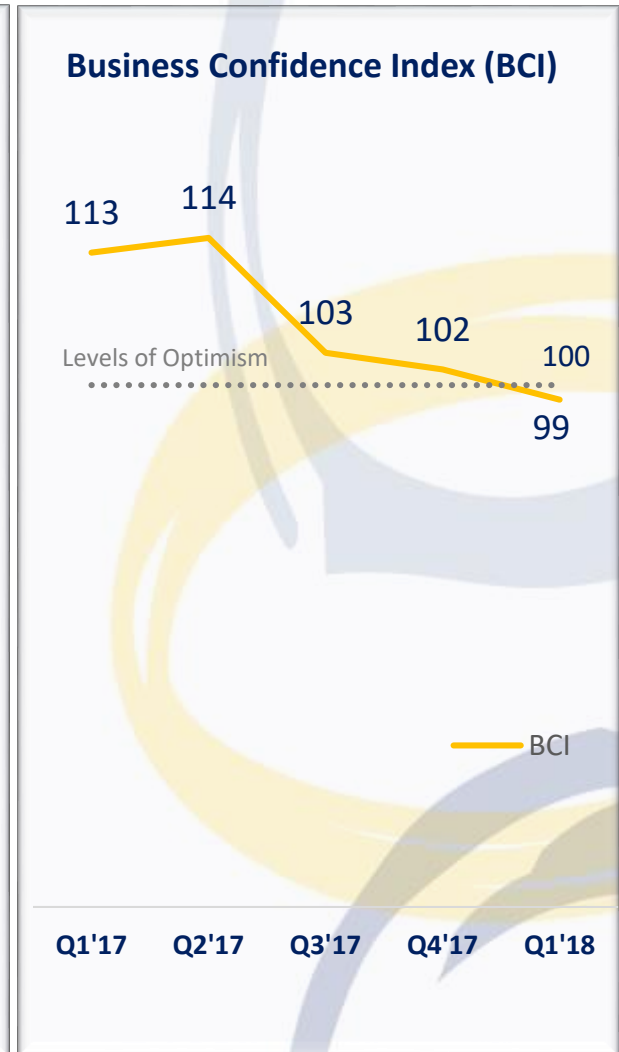 Business Confidence Index (BCI)
113
114
103
102
Levels of Optimism
100
99
BCI
Q1'17 Q2'17 Q3'17 Q4'17 Q1'18